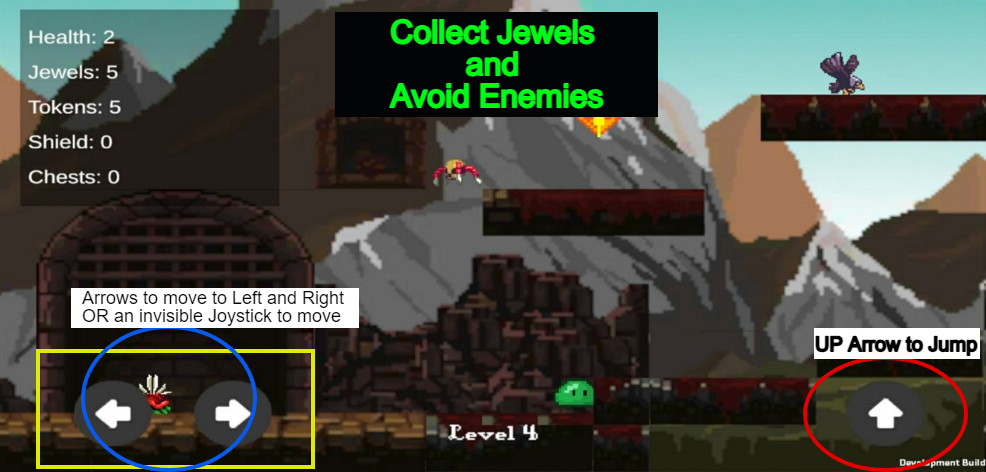 Health: 2
Jewels: 5
Tokens: 5
Shield: 0
Chests: 0
Collect Jewels
and
Avoid Enemies
Arrows to move to Left and Right
OR an invisible Joystick to move
UP Arrow to Jump
Level 4
Development Build